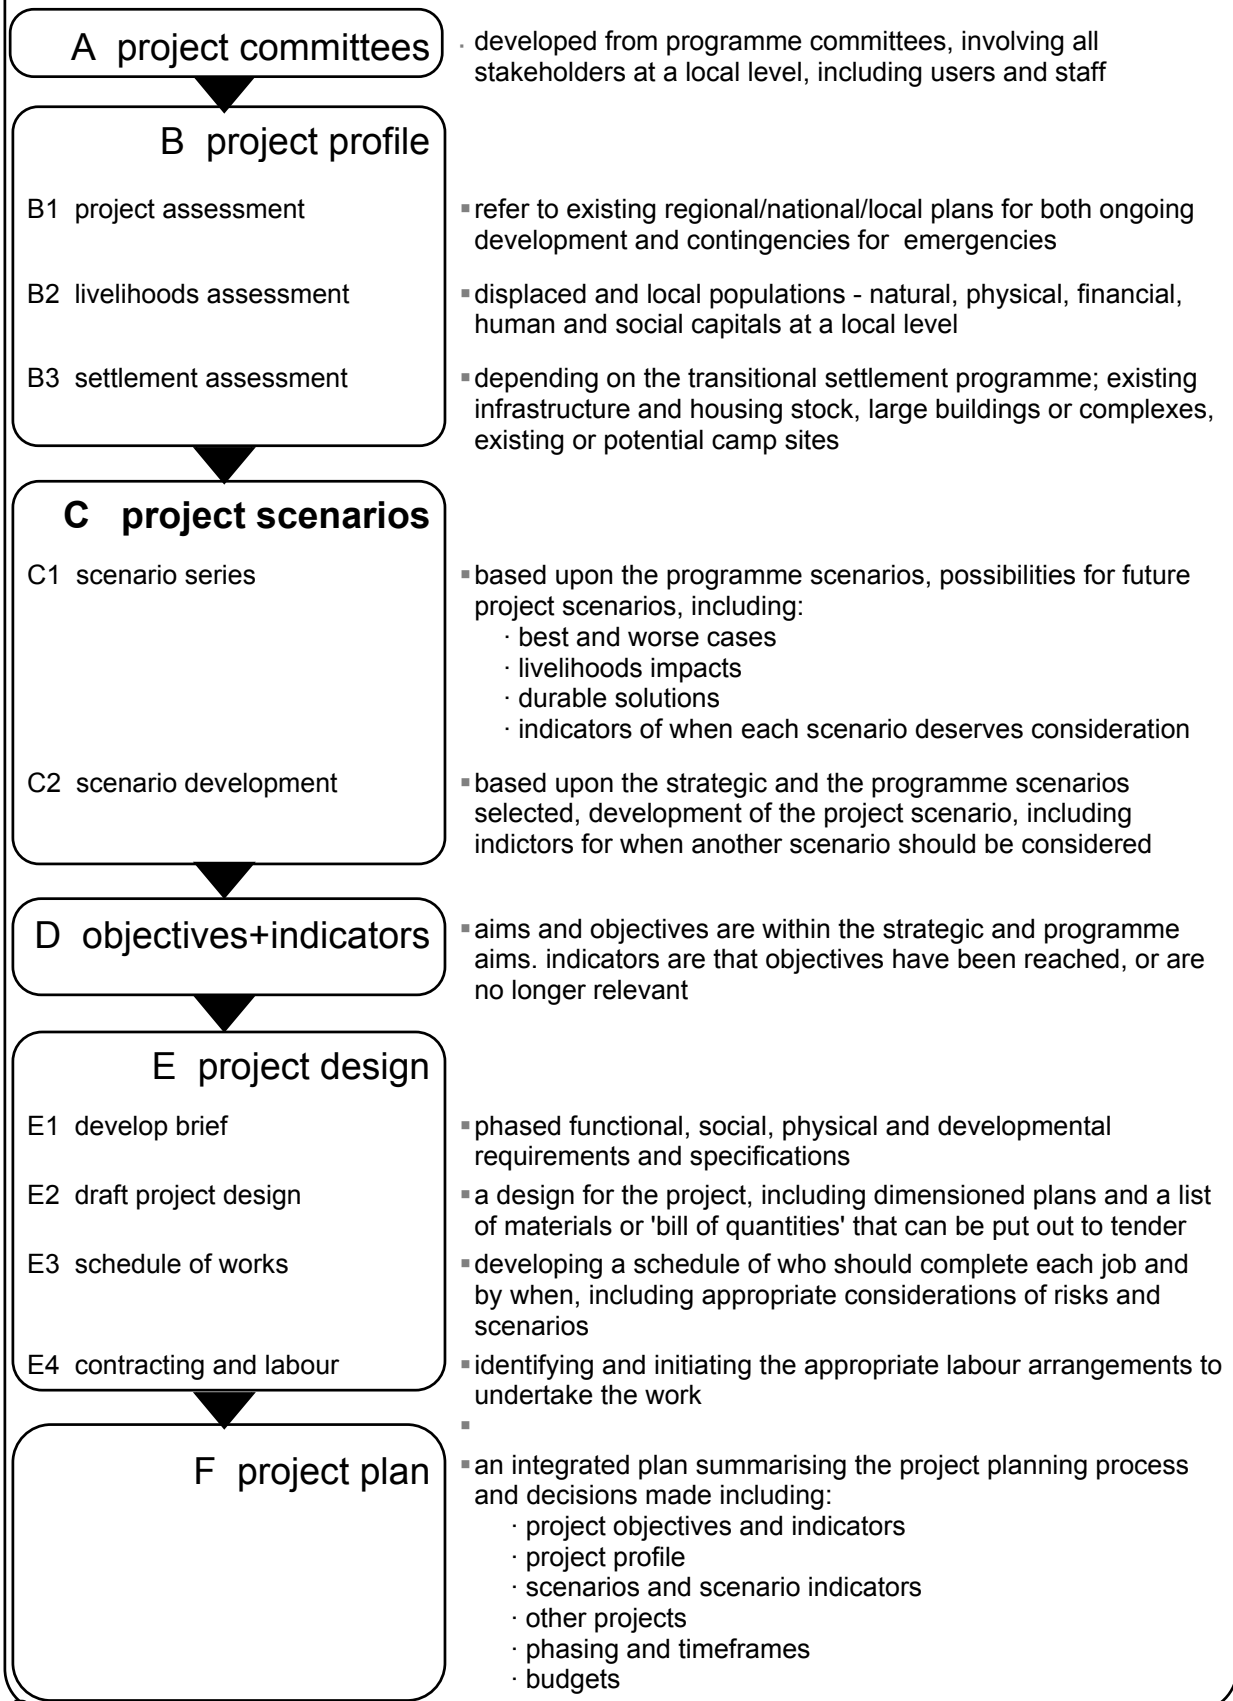 A project committees
· developed from programme committees, involving all
stakeholders at a local level, including users and staff
B project profile
B1 project assessment
▪ refer to existing regional/national/local plans for both ongoing
development and contingencies for emergencies
B2 livelihoods assessment
▪ displaced and local populations - natural, physical, financial,
human and social capitals at a local level
B3 settlement assessment
▪ depending on the transitional settlement programme; existing
infrastructure and housing stock, large buildings or complexes,
existing or potential camp sites
C project scenarios
C1 scenario series
▪ based upon the programme scenarios, possibilities for future
project scenarios, including:
· best and worse cases
· livelihoods impacts
· durable solutions
· indicators of when each scenario deserves consideration
C2 scenario development
▪ based upon the strategic and the programme scenarios
selected, development of the project scenario, including
indictors for when another scenario should be considered
D objectives+indicators
▪ aims and objectives are within the strategic and programme
aims. indicators are that objectives have been reached, or are
no longer relevant
E project design
E1 develop brief
▪ phased functional, social, physical and developmental
requirements and specifications
E2 draft project design
▪ a design for the project, including dimensioned plans and a list
of materials or 'bill of quantities' that can be put out to tender
E3 schedule of works
▪ developing a schedule of who should complete each job and
by when, including appropriate considerations of risks and
scenarios
E4 contracting and labour
▪ identifying and initiating the appropriate labour arrangements to
undertake the work
▪
F project plan
▪ an integrated plan summarising the project planning process
and decisions made including:
· project objectives and indicators
· project profile
· scenarios and scenario indicators
· other projects
· phasing and timeframes
· budgets